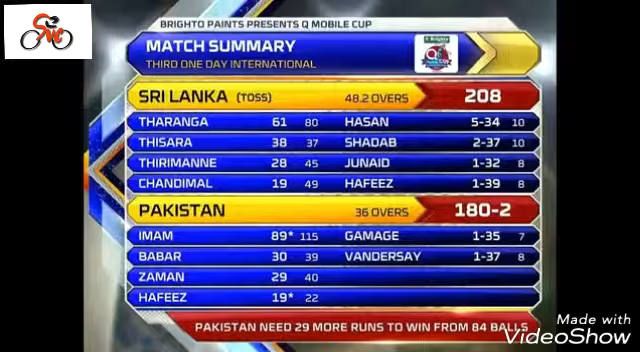 BRIGHTO PAINTS PRESENTS Q MOBILE CUP
MATCH SUMMARY
THIRD ONE DAY INTERNATIONAL
SRI LANKA (TOSS) 48.2 OVERS 208
THARANGA 61 80 HASAN 5-34 10
THISARA 38 37 SHADAB 2-37 10
THIRIMANNE 28 45 JUNAID 1-32 8
CHANDIMAL 19 49 HAFEEZ 1-39 8
PAKISTAN 36 OVERS 180-2
IMAM 89* 115 GAMAGE 1-35 7
BABAR 30 39 VANDERSAY 1-37 8
ZAMAN 29 40
HAFEEZ 19* 22
PAKISTAN NEED 29 MORE RUNS TO WIN FROM 84 BALLS
Made with
VideoShow